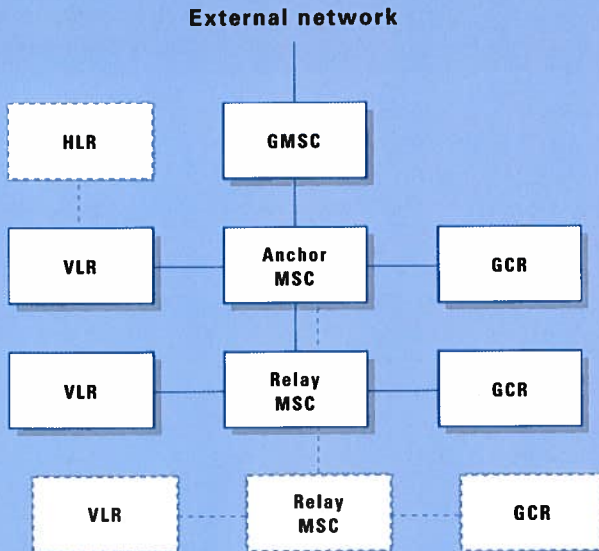 External network
HLR
GMSC
VLR
Anchor
MSC
GCR
VLR
Relay
MSC
GCR
VLR
Relay
MSC
GCR